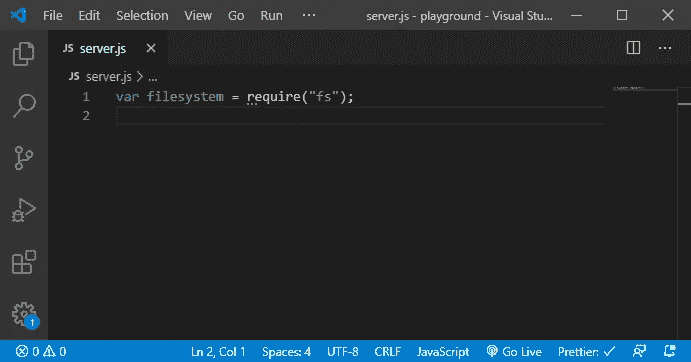 File Edit Selection View Go Run ··· server.js - playground - Visual Stu...
JS server.js
JS server.js > ...
1 var filesystem = require("fs");
2
1
0 0 Ln 2, Col 1 Spaces: 4 UTF-8 CRLF JavaScript Go Live Prettier: ✓